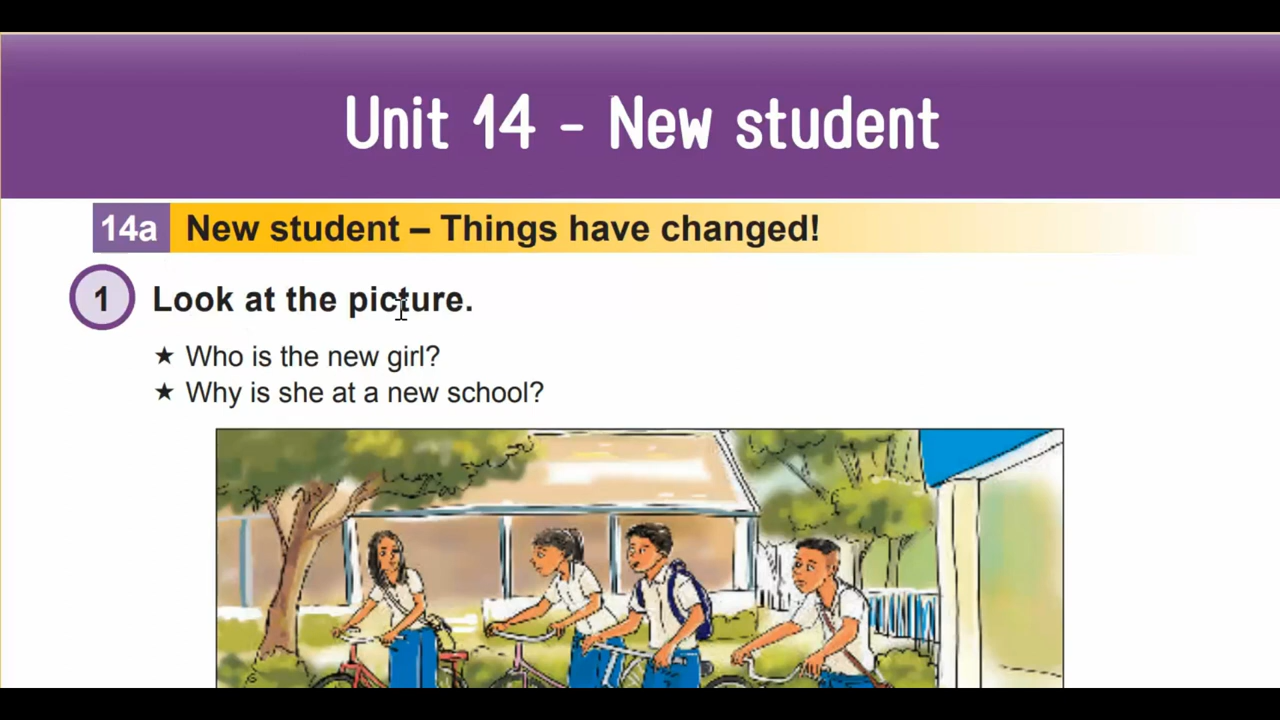 Unit 14 - New student
14a New student – Things have changed!
1 Look at the picture.
★ Who is the new girl?
★ Why is she at a new school?